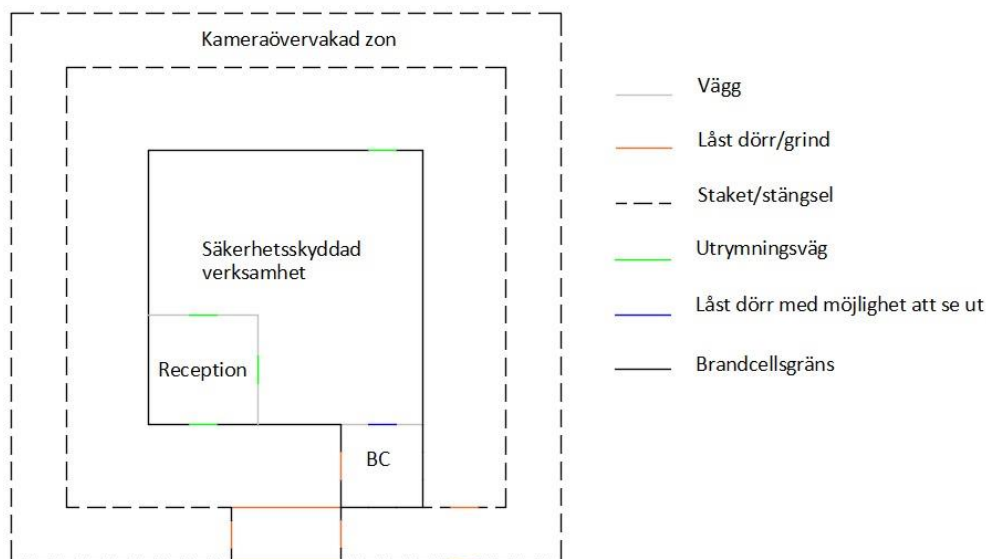 Kameraövervakad zon
Säkerhetsskyddad
verksamhet
Reception
BC
Vägg
Låst dörr/grind
Staket/stängsel
Utrymningsväg
Låst dörr med möjlighet att se ut
Brandcellsgräns